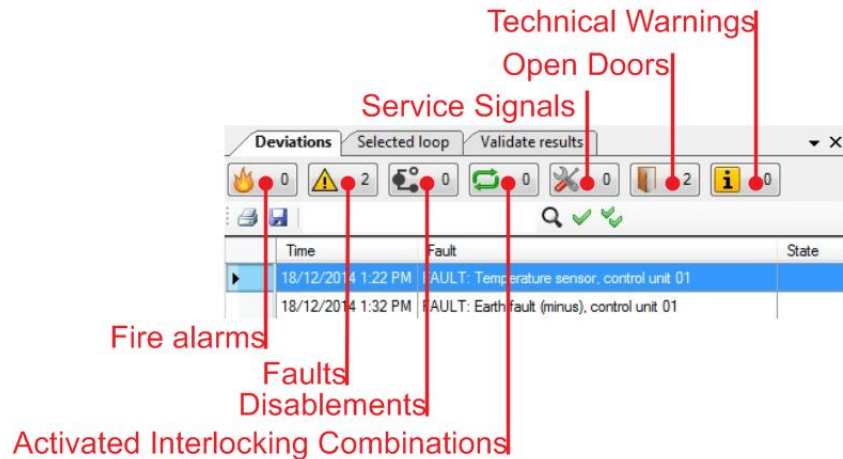 Technical Warnings
Open Doors
Service Signals
Deviations Selected loop Validate results
0 2 0 0 0 2 0
Time Fault State
18/12/2014 1:22 PM FAULT: Temperature sensor, control unit 01
18/12/2014 1:32 PM FAULT: Earth fault (minus), control unit 01
Fire alarms
Faults
Disablements
Activated Interlocking Combinations